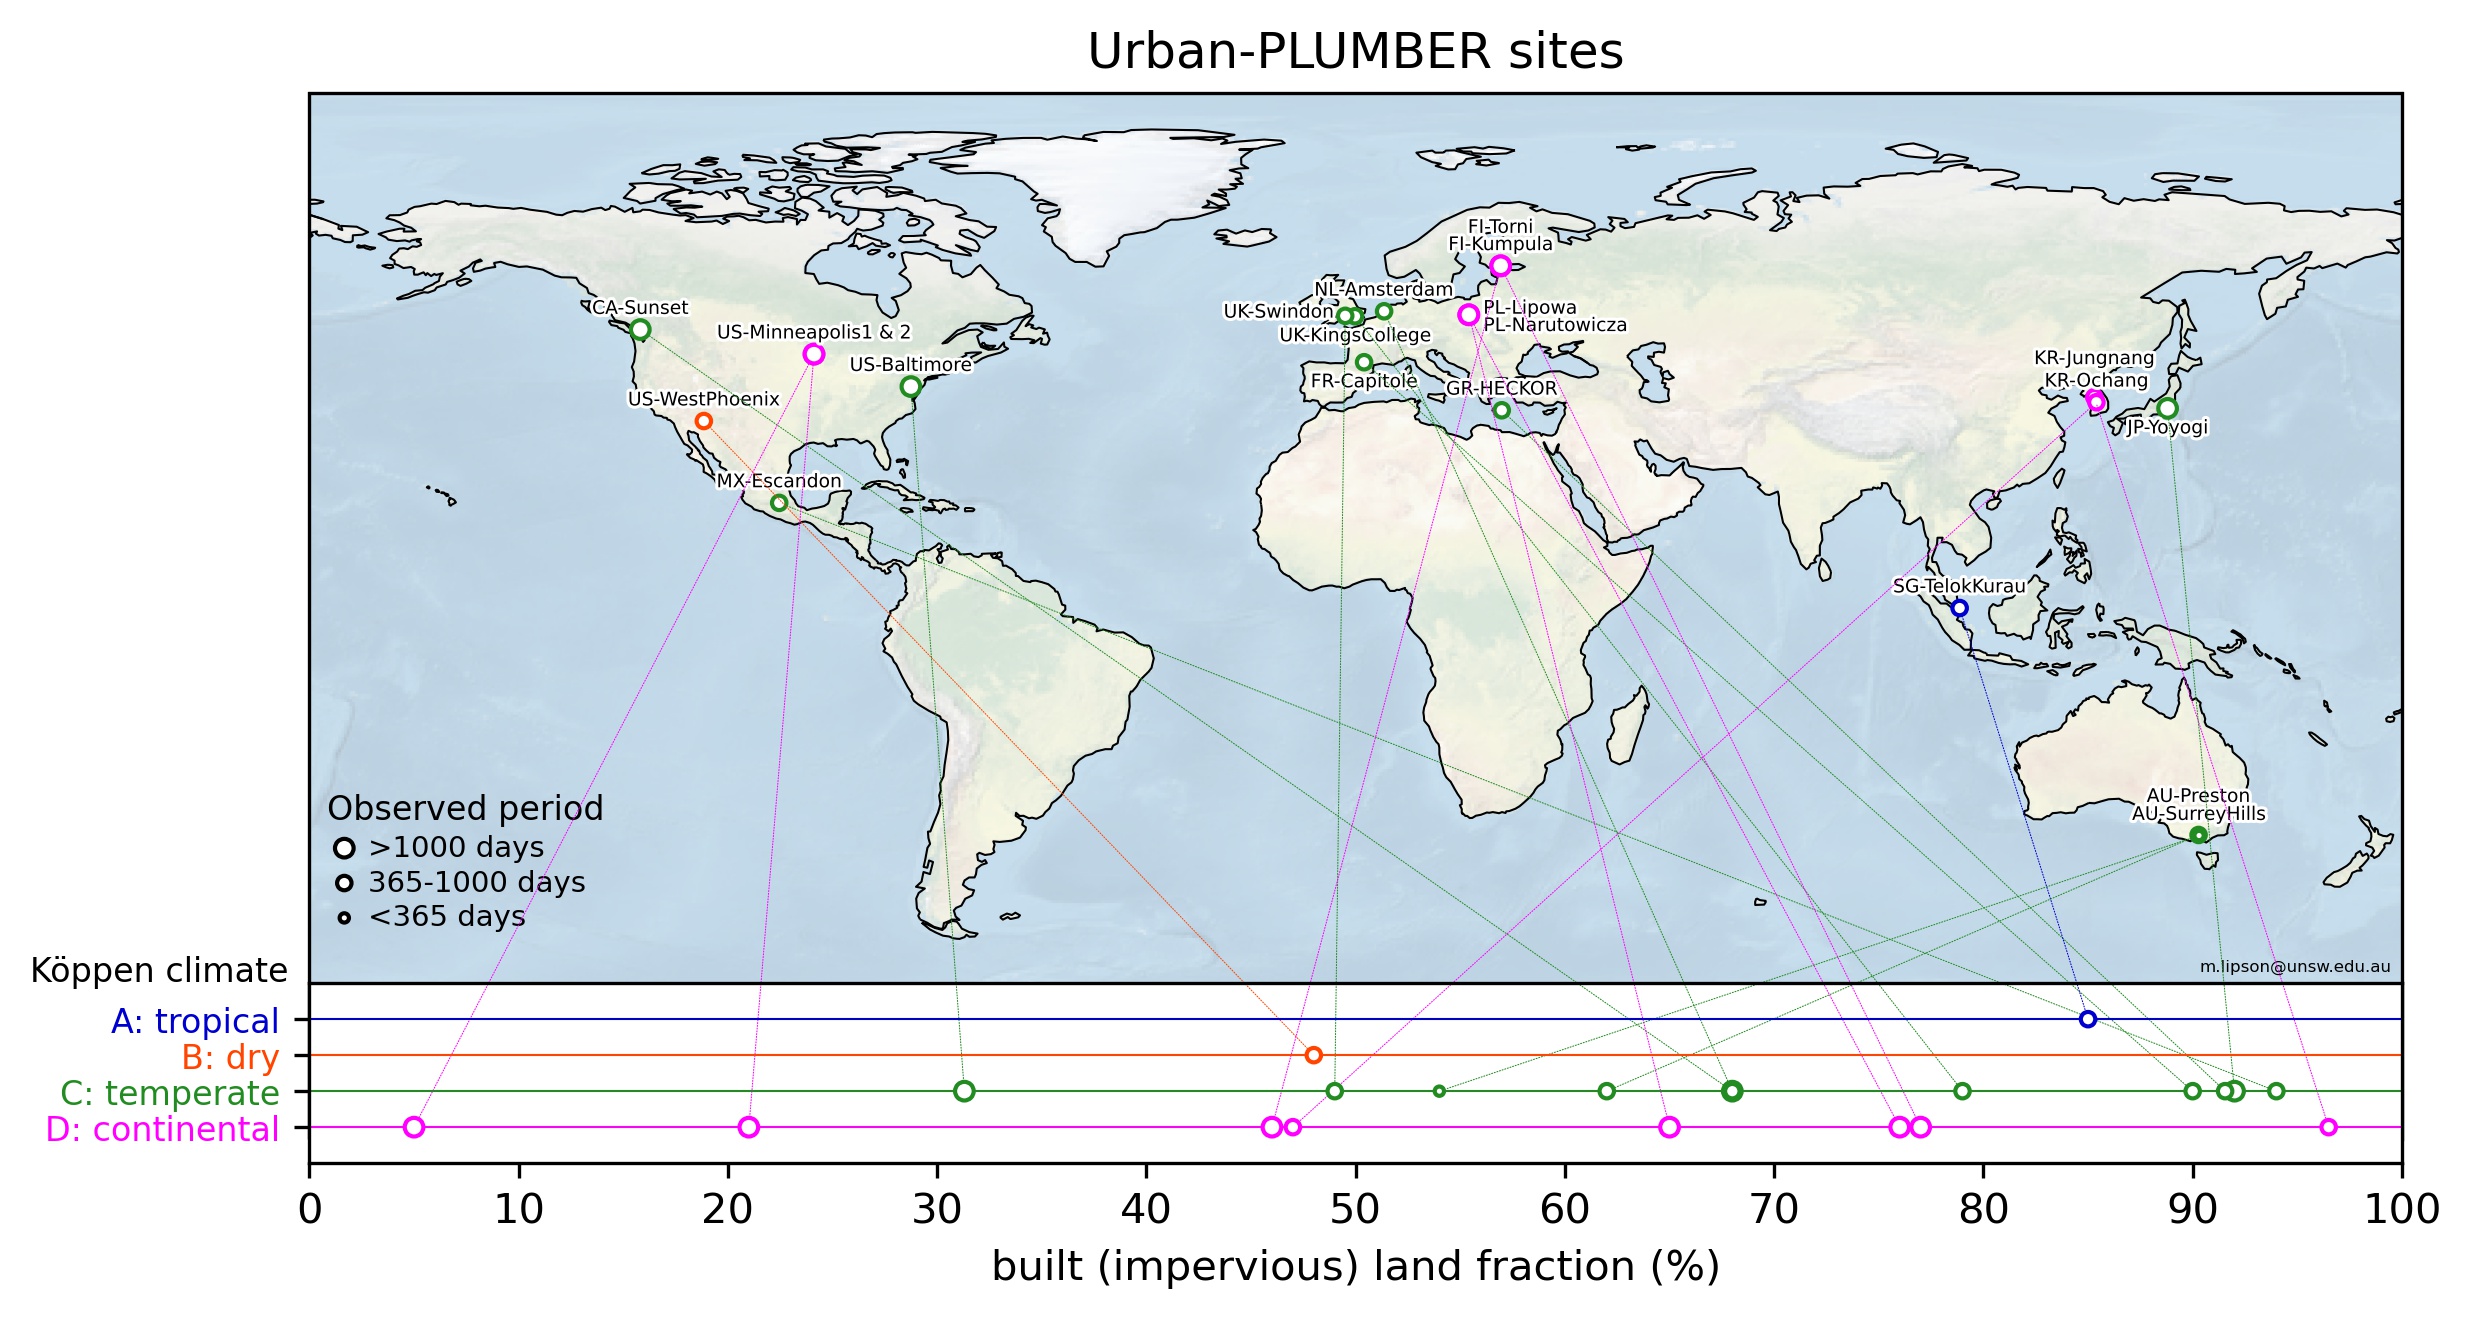 Urban-PLUMBER sites
FI-Torni
FI-Kumpula
NL-Amsterdam
CA-Sunset
UK-Swindon
PL-Lipowa
PL-Narutowicza
US-Minneapolis1 & 2
UK-KingsCollege
KR-Jungnang
US-Baltimore
FR-Capitole
GR-HECKOR
KR-Ochang
US-WestPhoenix
JP-Yoyogi
MX-Escandon
SG-TelokKurau
AU-Preston
AU-SurreyHills
Observed period
>1000 days
365-1000 days
<365 days
m.lipson@unsw.edu.au
Köppen climate
A: tropical
B: dry
C: temperate
D: continental
0 10 20 30 40 50 60 70 80 90 100
built (impervious) land fraction (%)